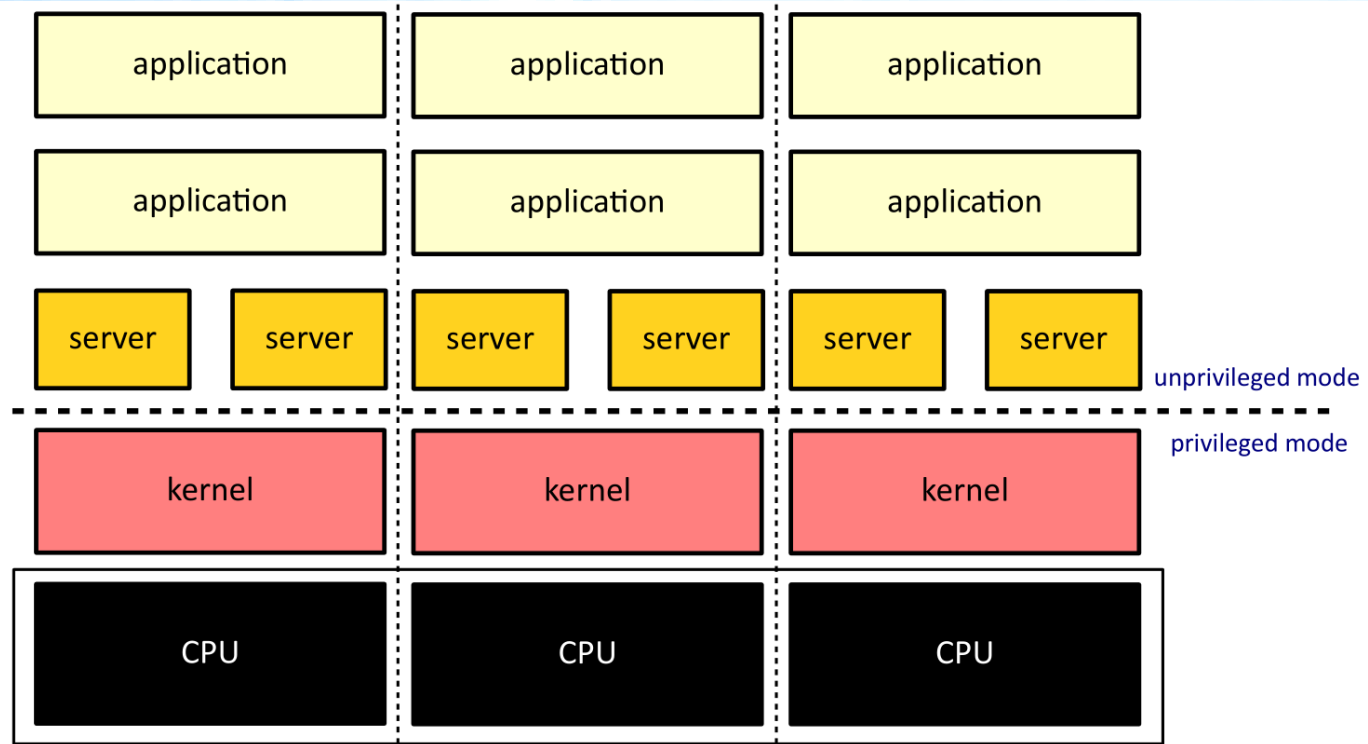 application application application
application application application
server server server server server server
unprivileged mode
privileged mode
kernel kernel kernel
CPU CPU CPU